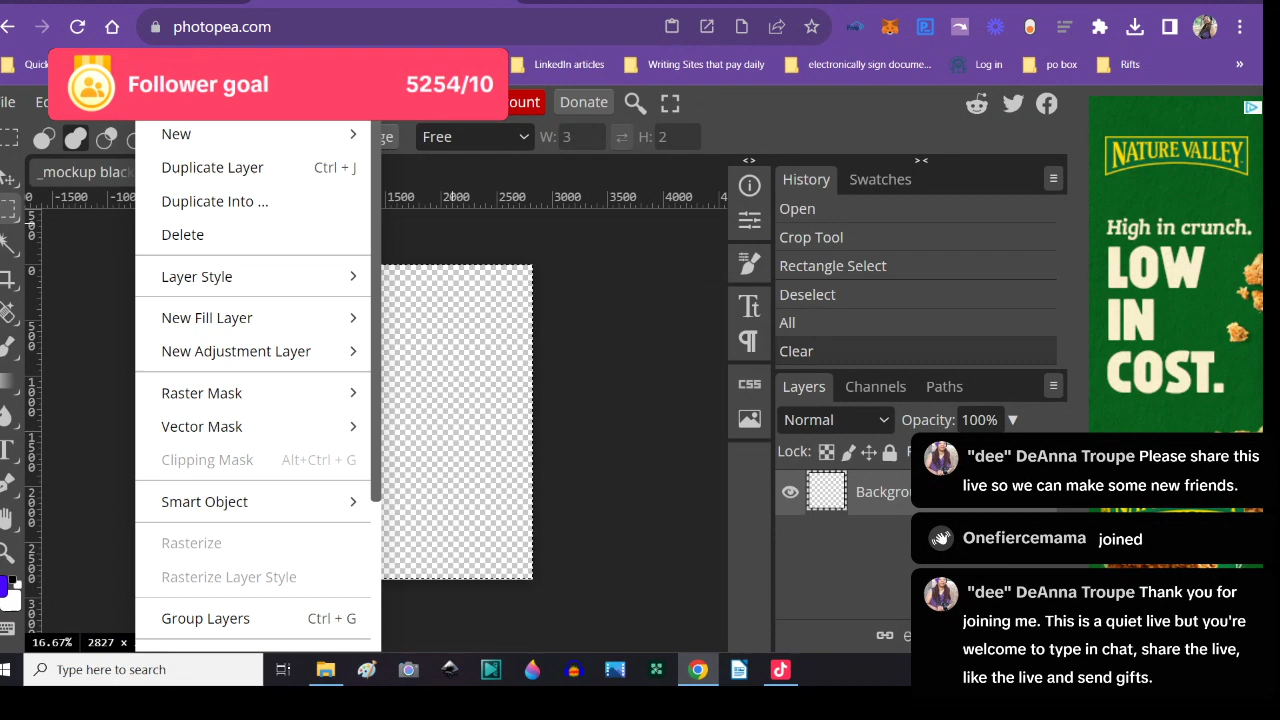 photopea.com
Quick
LinkedIn articles
Writing Sites that pay daily
electronically sign docume...
Log in
po box
Rifts
»
Follower goal
5254/10
ount
Donate
Free
W: 3
H: 2
_mockup blac
New
Duplicate Layer
Ctrl + J
Duplicate Into ...
Delete
Layer Style
New Fill Layer
New Adjustment Layer
Raster Mask
Vector Mask
Clipping Mask
Alt+Ctrl + G
Smart Object
Rasterize
Rasterize Layer Style
Group Layers
Ctrl + G
-1500
1500
2000
2500
3000
3500
4000
16.67%
2827 ×
History
Swatches
Open
Crop Tool
Rectangle Select
Deselect
All
Clear
CSS
Layers
Channels
Paths
Normal
Opacity:
100%
Lock:
Backgrou
NATURE VALLEY
High in crunch.
LOW
IN
COST.
"dee" DeAnna Troupe Please share this
live so we can make some new friends.
Onefiercemama joined
"dee" DeAnna Troupe Thank you for
joining me. This is a quiet live but you're
welcome to type in chat, share the live,
like the live and send gifts.
Type here to search